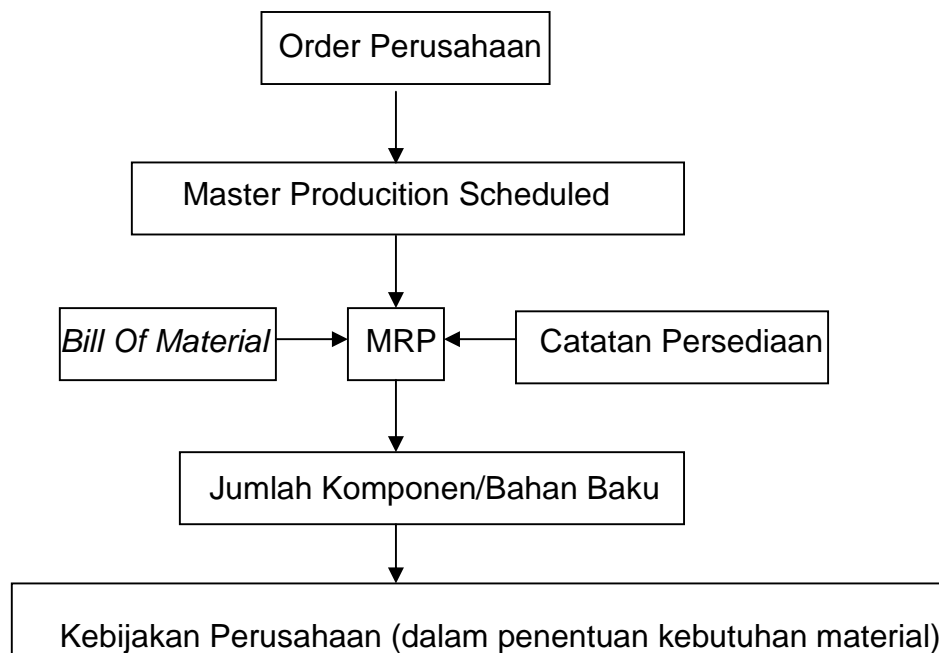 Order Perusahaan
Master Producition Scheduled
Bill Of Material
MRP
Catatan Persediaan
Jumlah Komponen/Bahan Baku
Kebijakan Perusahaan (dalam penentuan kebutuhan material)